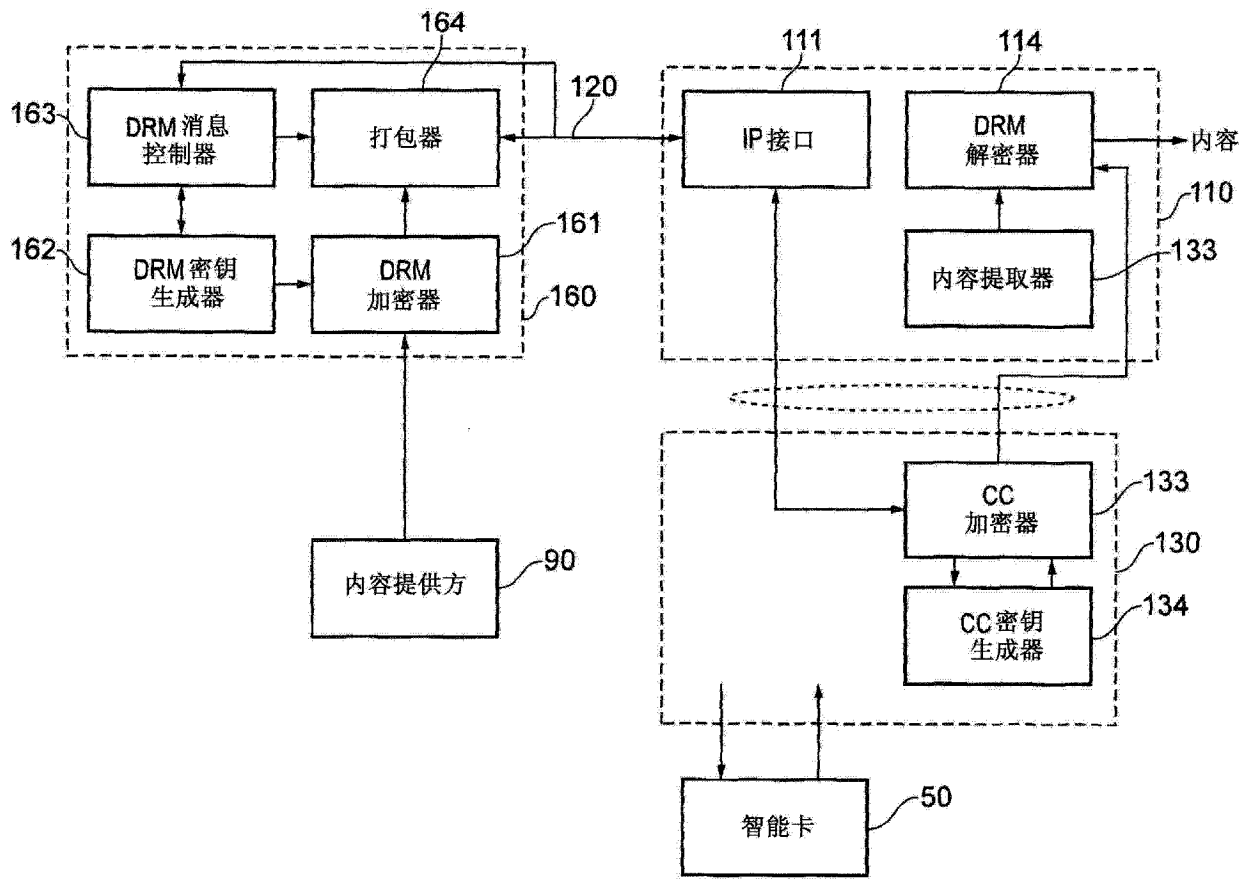 164
111
114
163
DRM 消息
控制器
打包器
120
IP接口
DRM
解密器
内容
110
162
DRM密钥
生成器
DRM
加密器
161
160
内容提取器
133
内容提供方
90
CC
加密器
133
130
CC密钥
生成器
134
智能卡
50